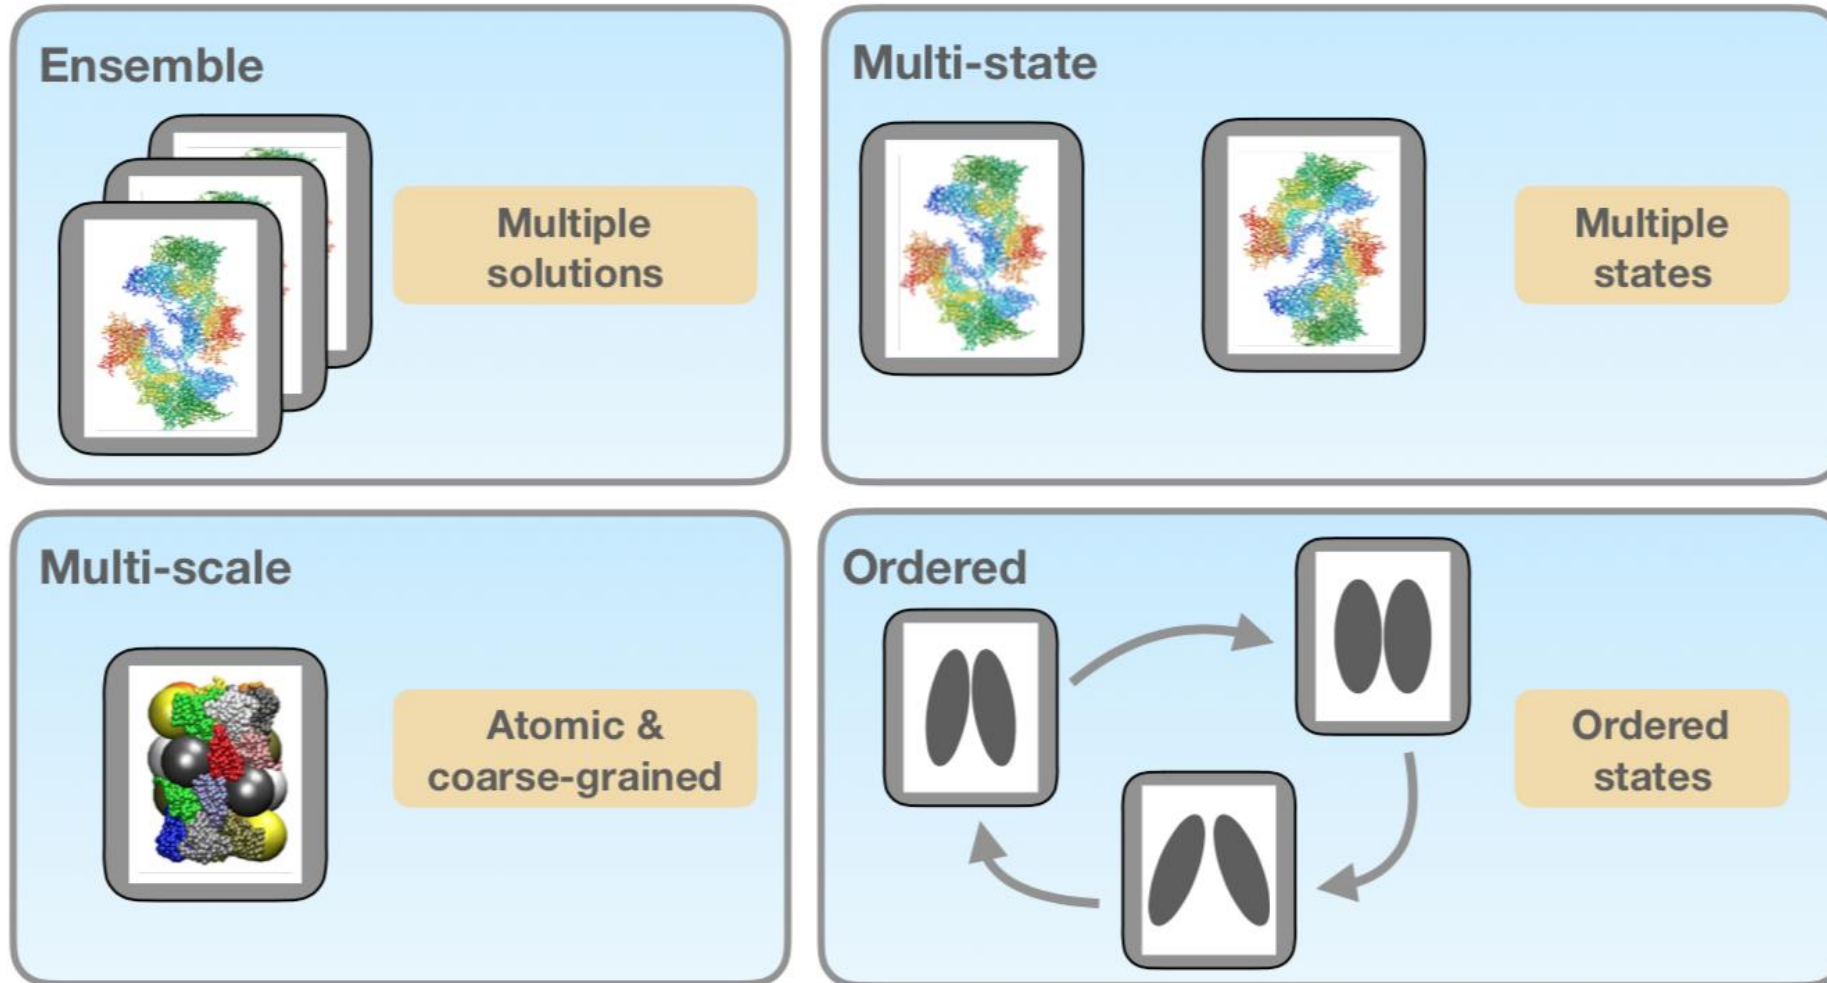 Ensemble
Multiple
solutions
Multi-state
Multiple
states
Multi-scale
Atomic &
coarse-grained
Ordered
Ordered
states